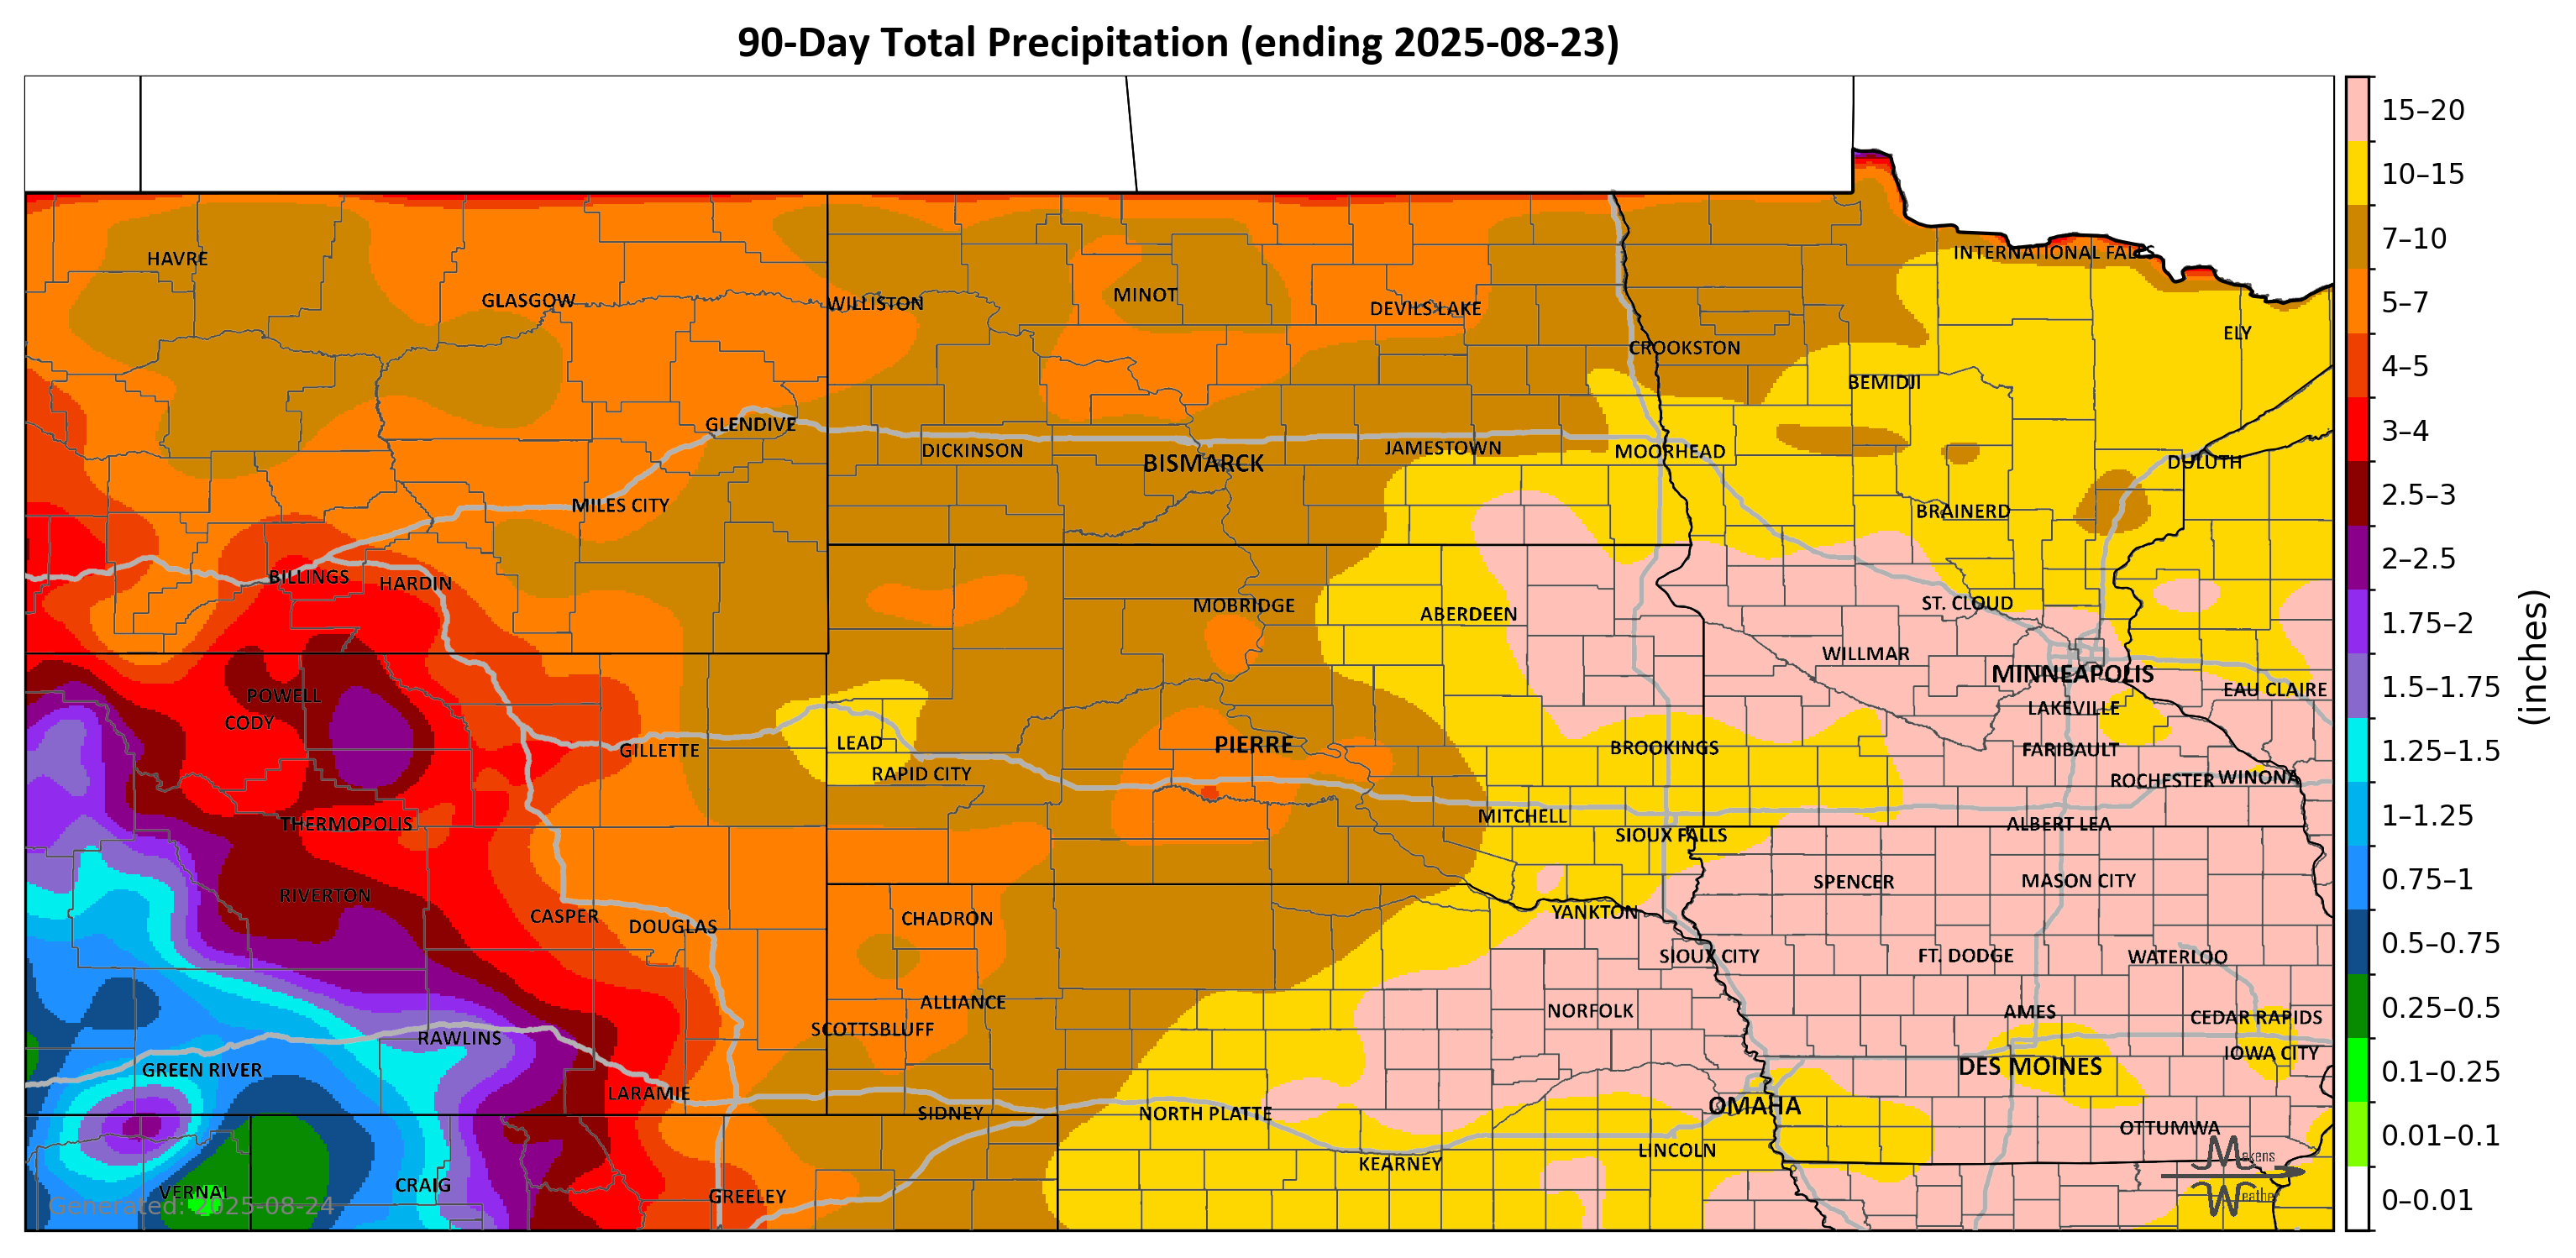 90-Day Total Precipitation (ending 2025-08-23)
15–20
10–15
7–10
5–7
4–5
3–4
2.5–3
2–2.5
1.75–2
1.5–1.75
1.25–1.5
1–1.25
0.75–1
0.5–0.75
0.25–0.5
0.1–0.25
0.01–0.1
0–0.01
(inches)
HAVRE
INTERNATIONAL FALLS
GLASGOW
WILLISTON
MINOT
DEVILS LAKE
ELY
CROOKSTON
BEMIDJI
GLENDIVE
DICKINSON
BISMARCK
JAMESTOWN
MOORHEAD
DULUTH
MILES CITY
BRAINERD
BILLINGS
HARDIN
MOBRIDGE
ABERDEEN
ST. CLOUD
WILLMAR
MINNEAPOLIS
POWELL
EAU CLAIRE
CODY
LAKEVILLE
GILLETTE
LEAD
PIERRE
BROOKINGS
FARIBAULT
RAPID CITY
ROCHESTER
WINONA
THERMOPOLIS
MITCHELL
SIOUX FALLS
ALBERT LEA
RIVERTON
SPENCER
MASON CITY
CASPER
DOUGLAS
CHADRON
YANKTON
SIOUX CITY
FT. DODGE
WATERLOO
ALLIANCE
NORFOLK
AMES
CEDAR RAPIDS
RAWLINS
SCOTTSBLUFF
GREEN RIVER
DES MOINES
IOWA CITY
LARAMIE
SIDNEY
NORTH PLATTE
OMAHA
OTTUMWA
KEARNEY
LINCOLN
VERNAL
CRAIG
GREELEY
Generated: 2025-08-24
Makens
Weather